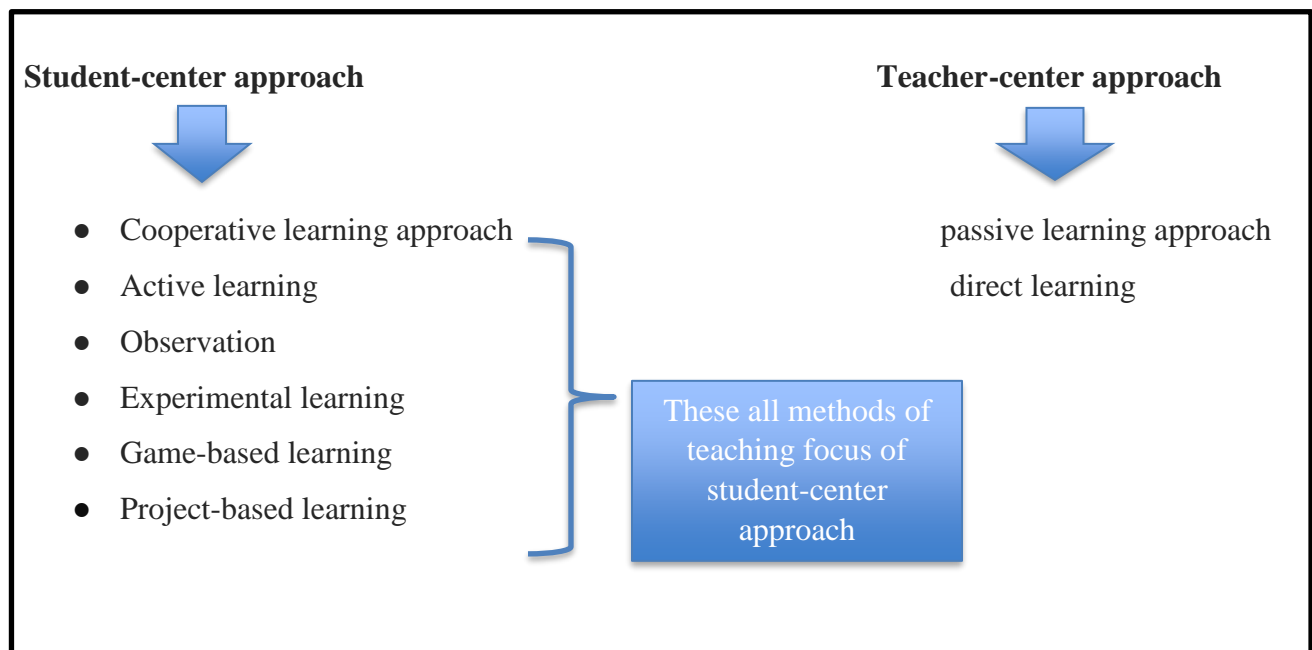 Student-center approach
Teacher-center approach
● Cooperative learning approach
● Active learning
● Observation
● Experimental learning
● Game-based learning
● Project-based learning
These all methods of
teaching focus of
student-center
approach
passive learning approach
direct learning